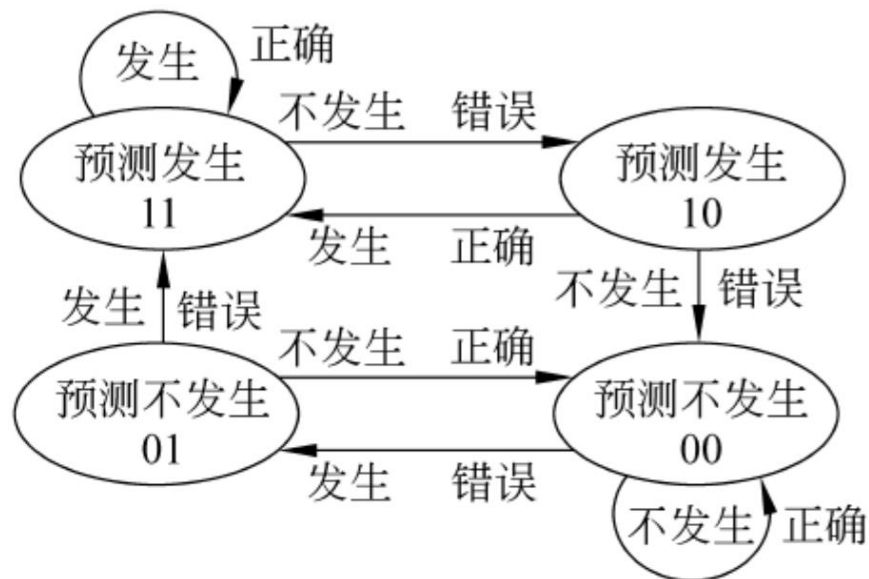 发生 正确
不发生 错误
预测发生
11
预测发生
10
发生 正确
不发生 错误
发生 错误
不发生 正确
预测不发生
01
预测不发生
00
发生 错误
不发生 正确